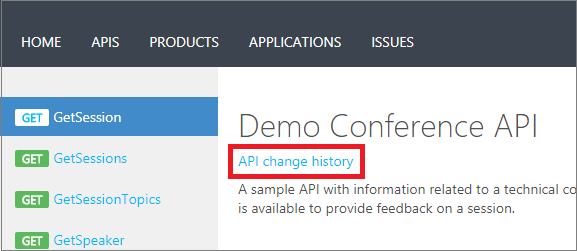 HOME APIS PRODUCTS APPLICATIONS ISSUES
GET GetSession
GET GetSessions
GET GetSessionTopics
GET GetSpeaker
Demo Conference API
API change history
A sample API with information related to a technical co
is available to provide feedback on a session.